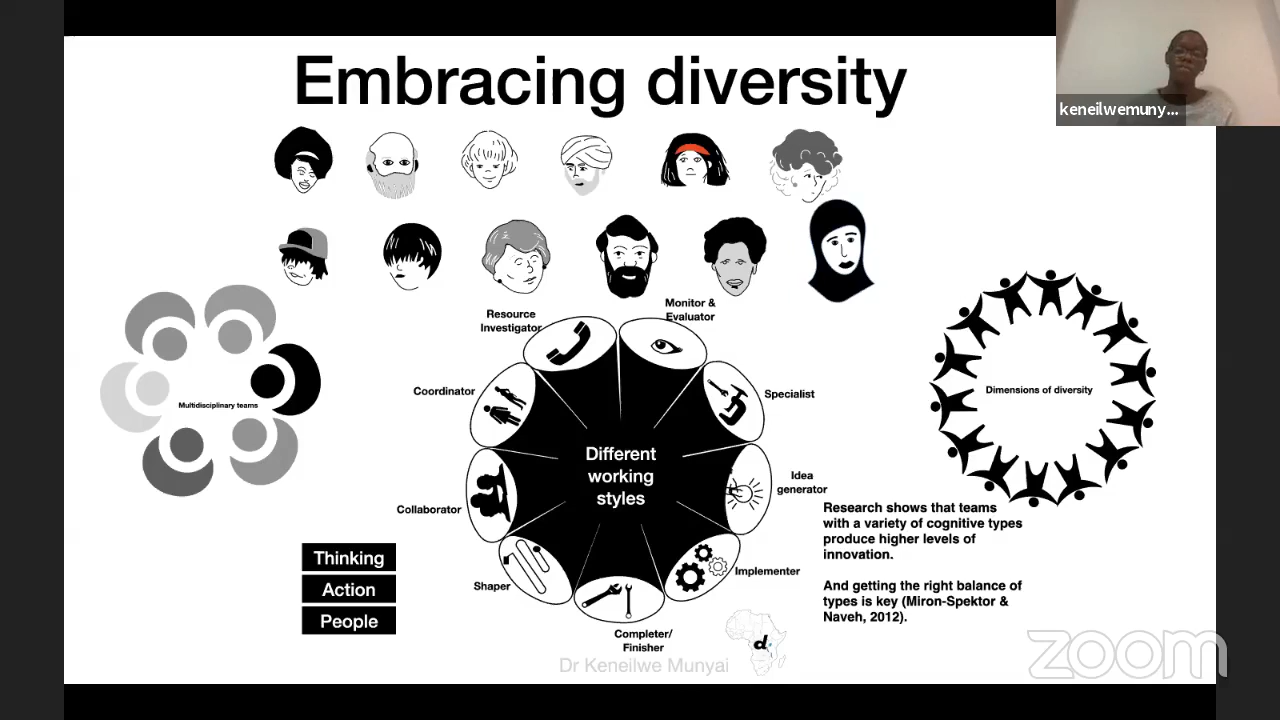 Embracing diversity
keneilwemuny...
Resource
Investigator
Monitor &
Evaluator
Coordinator
Specialist
Multidisciplinary teams
Dimensions of diversity
Different
working
styles
Idea
generator
Collaborator
Research shows that teams
with a variety of cognitive types
produce higher levels of
innovation.
And getting the right balance of
types is key (Miron-Spektor &
Naveh, 2012).
Thinking
Action
People
Shaper
Implementer
Completer/
Finisher
d.
Dr Keneilwe Munyai
zoom